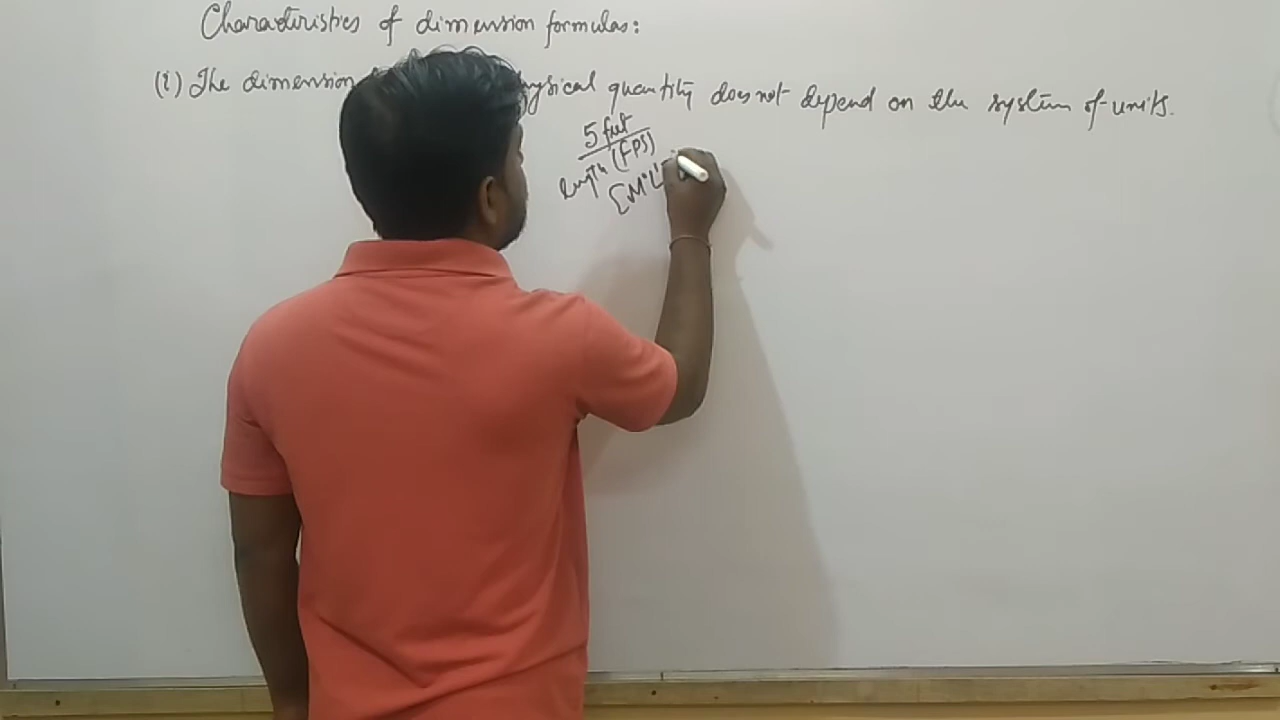 Characteristics of dimension formulas:
(i) The dimension physical quantity does not depend on the system of units.
5 feet
Length (FPS)
[M°L¹